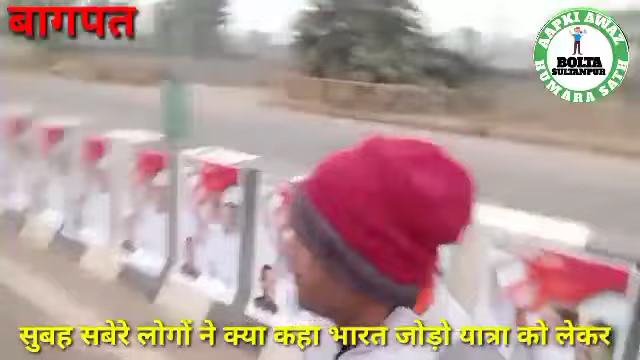 बागपत
AAPKI AWAZ
BOLTA
SULTANPUR
HUMARA SATH
सुबह सबेरे लोगों ने क्या कहा भारत जोड़ो यात्रा को लेकर